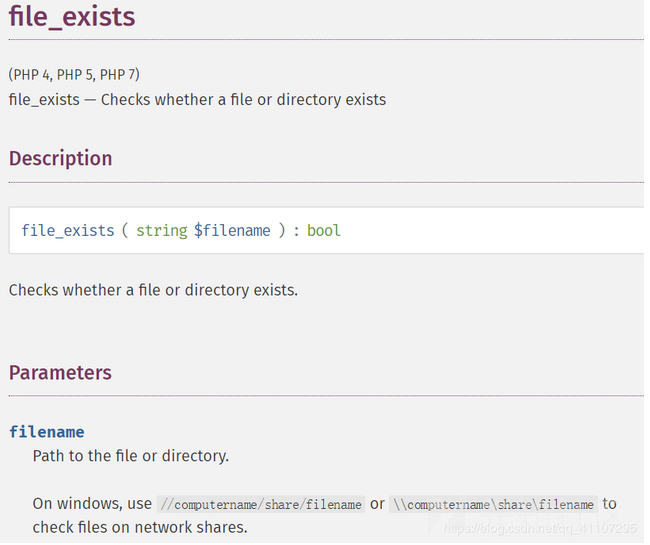 file_exists
(PHP 4, PHP 5, PHP 7)
file_exists — Checks whether a file or directory exists
Description
file_exists ( string $filename ) : bool
Checks whether a file or directory exists.
Parameters
filename
Path to the file or directory.
On windows, use //computername/share/filename or \\computername\share\filename to
check files on network shares.
https://blog.csdn.net/qq_41107295